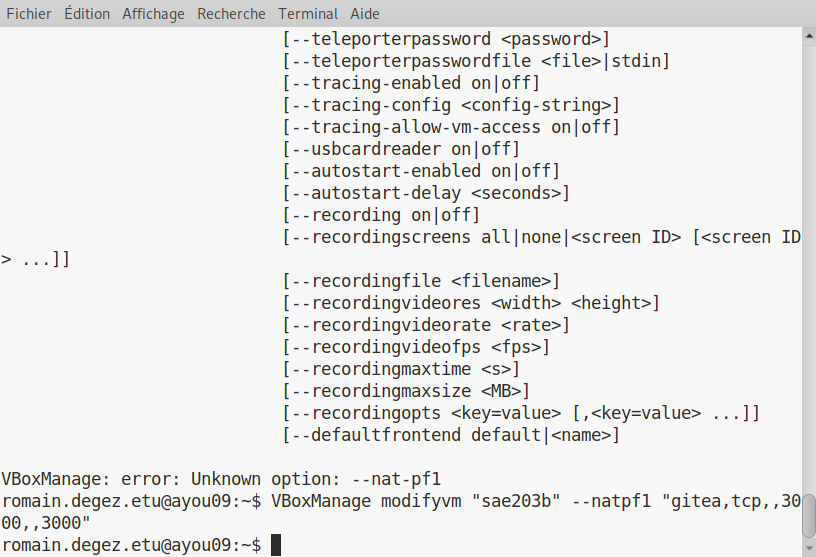 Fichier Édition Affichage Recherche Terminal Aide
[--teleporterpassword <password>]
[--teleporterpasswordfile <file>|stdin]
[--tracing-enabled on|off]
[--tracing-config <config-string>]
[--tracing-allow-vm-access on|off]
[--usbcardreader on|off]
[--autostart-enabled on|off]
[--autostart-delay <seconds>]
[--recording on|off]
[--recordingscreens all|none|<screen ID> [<screen ID
> ...]]
[--recordingfile <filename>]
[--recordingvideores <width> <height>]
[--recordingvideorate <rate>]
[--recordingvideofps <fps>]
[--recordingmaxtime <s>]
[--recordingmaxsize <MB>]
[--recordingopts <key=value> [,<key=value> ...]]
[--defaultfrontend default|<name>]
VBoxManage: error: Unknown option: --nat-pf1
romain.degez.etu@ayou09:~$ VBoxManage modifyvm "sae203b" --natpf1 "gitea,tcp,,30
00,,3000"
romain.degez.etu@ayou09:~$